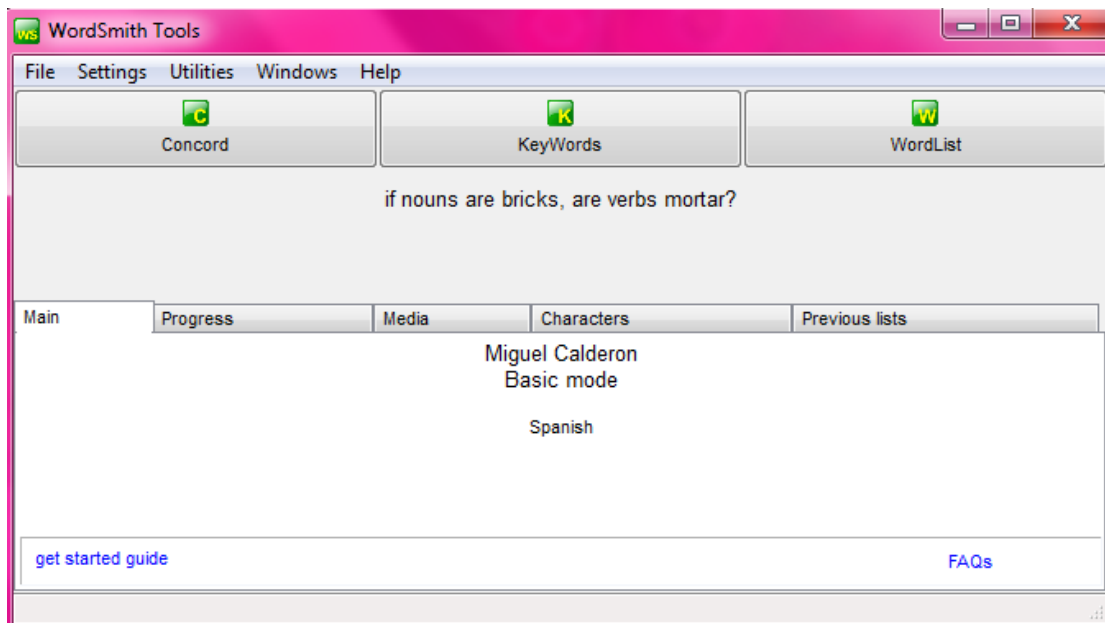 WS WordSmith Tools
File Settings Utilities Windows Help
C K W
Concord KeyWords WordList
if nouns are bricks, are verbs mortar?
Main Progress Media Characters Previous lists
Miguel Calderon
Basic mode
Spanish
get started guide FAQs